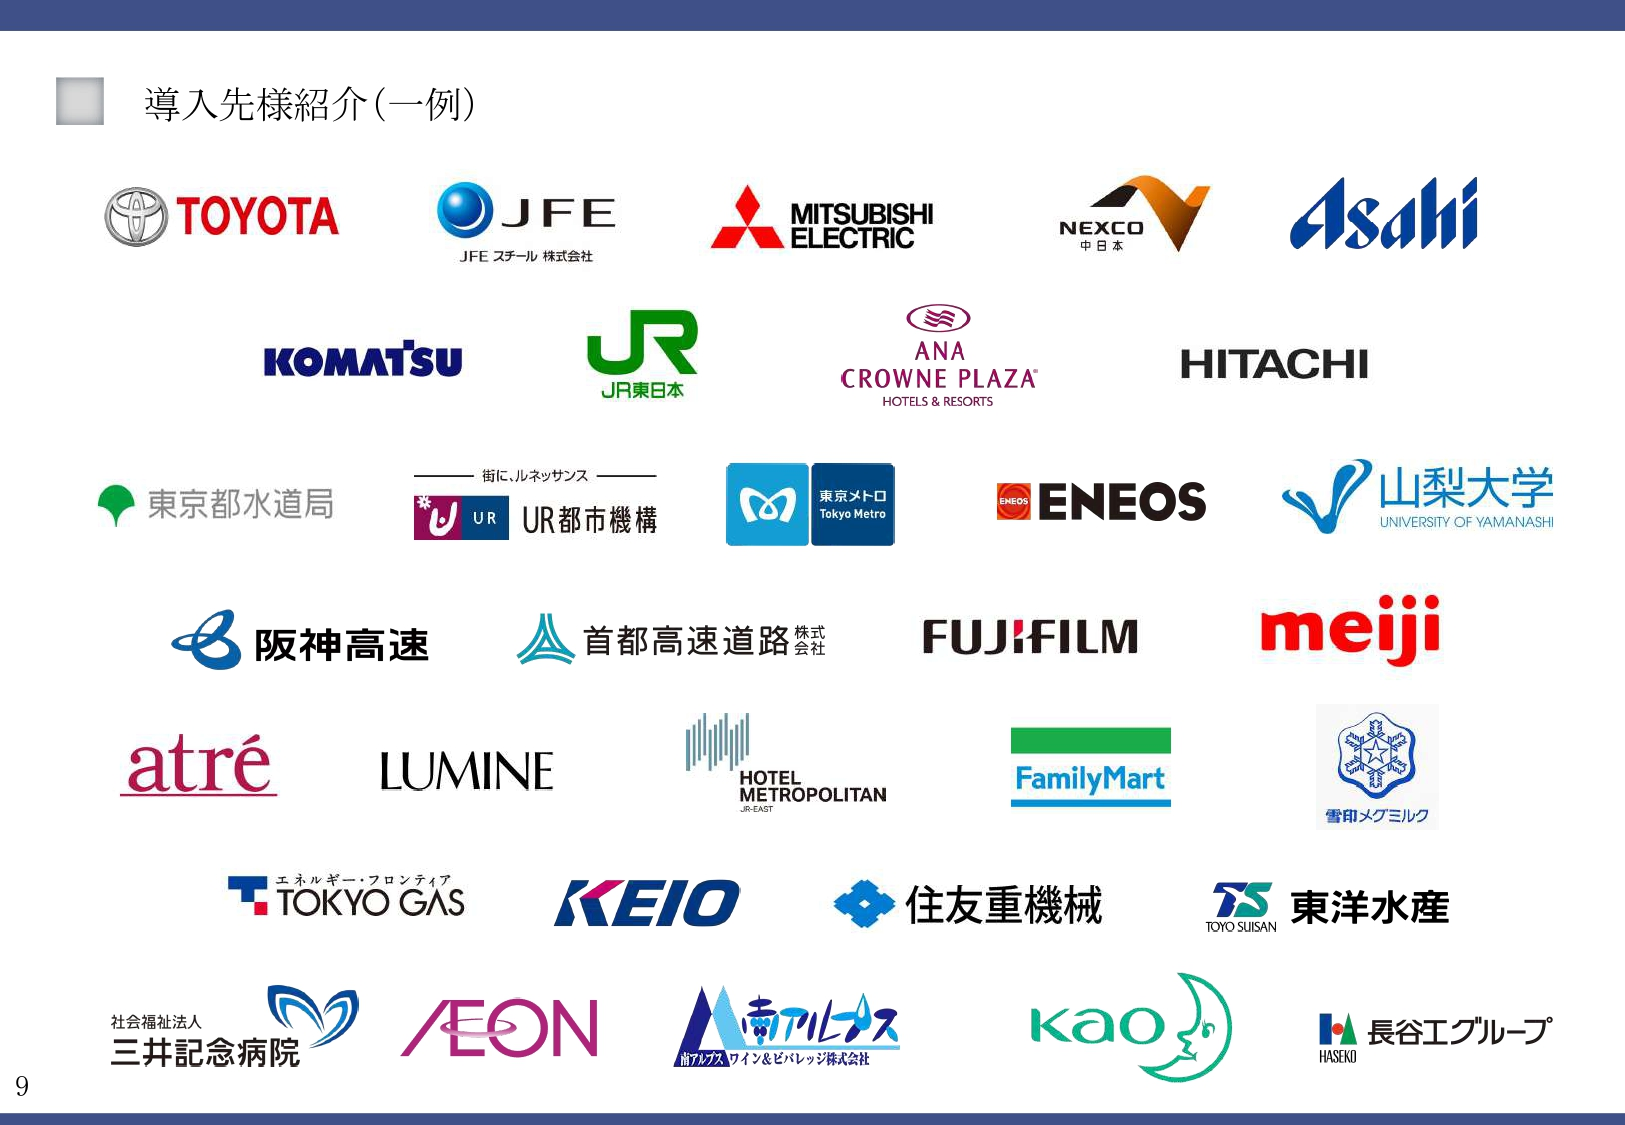 導入先様紹介(一例)
TOYOTA
JFE
JFE スチール 株式会社
MITSUBISHI
ELECTRIC
NEXCO
中日本
Asahi
KOMATSU
JR
JR東日本
ANA
CROWNE PLAZA
HOTELS & RESORTS
HITACHI
東京都水道局
街に、ルネッサンス
UR
UR都市機構
東京メトロ
Tokyo Metro
ENEOS
ENEOS
山梨大学
UNIVERSITY OF YAMANASHI
阪神高速
首都高速道路株式会社
FUJIFILM
meiji
atré
LUMINE
HOTEL
METROPOLITAN
JR-EAST
FamilyMart
雪印メグミルク
エネルギー・フロンティア
TOKYO GAS
KEIO
住友重機械
TS
TOYO SUISAN
東洋水産
社会福祉法人
三井記念病院
ÆON
南アルプス
南アルプスワイン&ビバレッジ株式会社
Kao
HASEKO
長谷工グループ
9